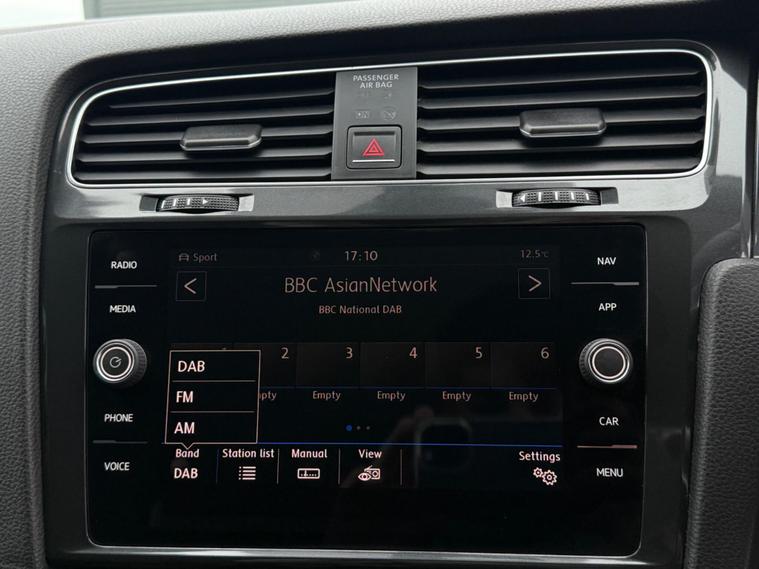 PASSENGER
AIR BAG
RADIO
MEDIA
PHONE
VOICE
NAV
APP
CAR
MENU
Sport
17:10
12.5°C
<
BBC AsianNetwork
>
BBC National DAB
2 3 4 5 6
Empty Empty Empty Empty
DAB
FM
AM
Band
DAB
Station list
Manual
View
Settings